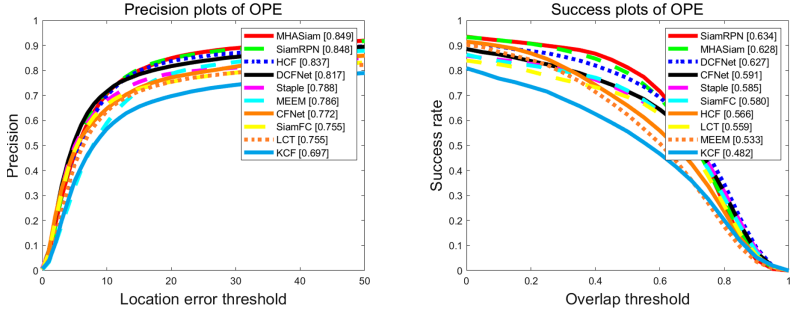 Precision plots of OPE
1
0.9
0.8
0.7
0.6
0.5
0.4
0.3
0.2
0.1
0
Precision
MHASiam [0.849]
SiamRPN [0.848]
HCF [0.837]
DCFNet [0.817]
Staple [0.788]
MEEM [0.786]
CFNet [0.772]
SiamFC [0.755]
LCT [0.755]
KCF [0.697]
0 10 20 30 40 50
Location error threshold
Success plots of OPE
1
0.9
0.8
0.7
0.6
0.5
0.4
0.3
0.2
0.1
0
Success rate
SiamRPN [0.634]
MHASiam [0.628]
DCFNet [0.627]
CFNet [0.591]
Staple [0.585]
SiamFC [0.580]
HCF [0.566]
LCT [0.559]
MEEM [0.533]
KCF [0.482]
0 0.2 0.4 0.6 0.8 1
Overlap threshold